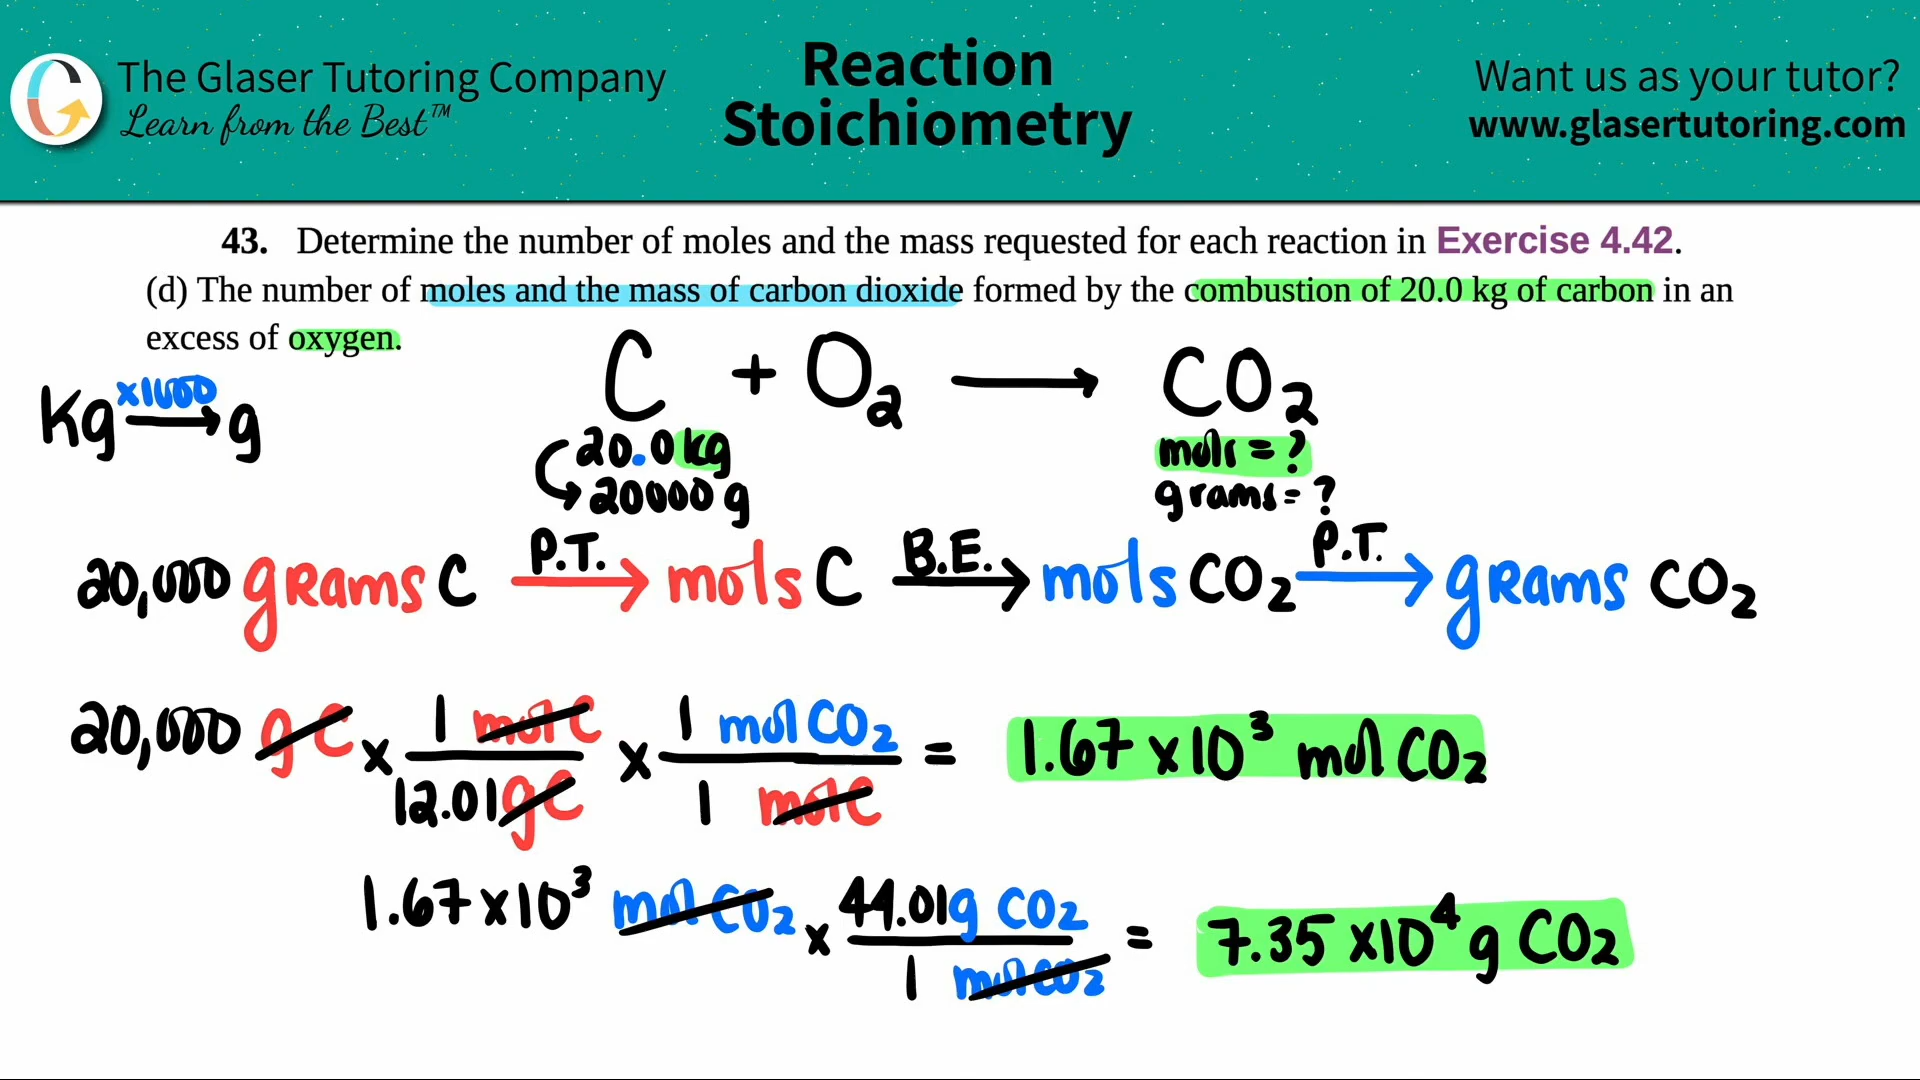 The Glaser Tutoring Company
Learn from the Best™
Reaction
Stoichiometry
Want us as your tutor?
www.glasertutoring.com
43. Determine the number of moles and the mass requested for each reaction in Exercise 4.42.
(d) The number of moles and the mass of carbon dioxide formed by the combustion of 20.0 kg of carbon in an
excess of oxygen.
C + O₂ → CO₂
kg x1000→ g
20.0 kg
20000 g
mols = ?
grams = ?
20,000 grams C P.T.→ mols C B.E.→ mols CO₂ P.T.→ grams CO₂
20,000 g C x 1 mol C / 12.01 g C x 1 mol CO₂ / 1 mol C = 1.67 x 10³ mol CO₂
1.67 x 10³ mol CO₂ x 44.01 g CO₂ / 1 mol CO₂ = 7.35 x 10⁴ g CO₂